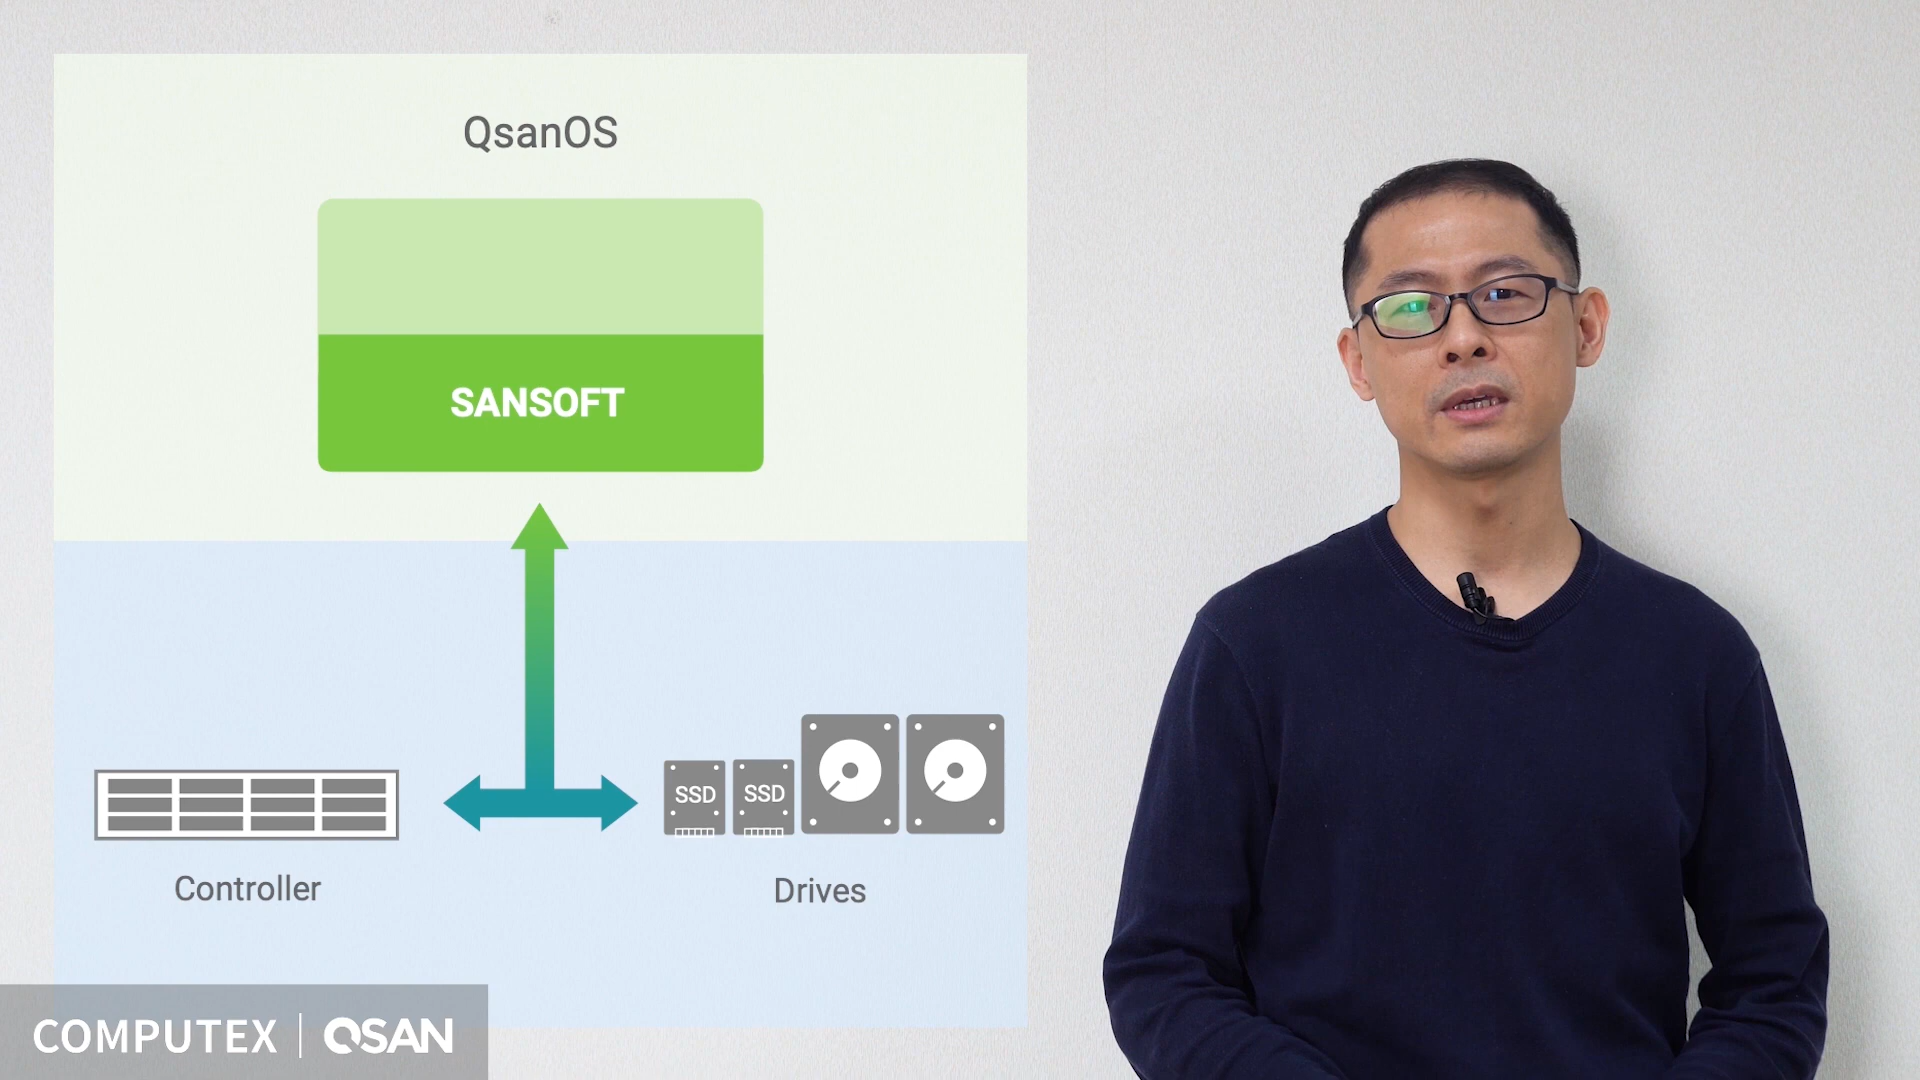 QsanOS
SANSOFT
SSD
SSD
Controller
Drives
COMPUTEX | QSAN